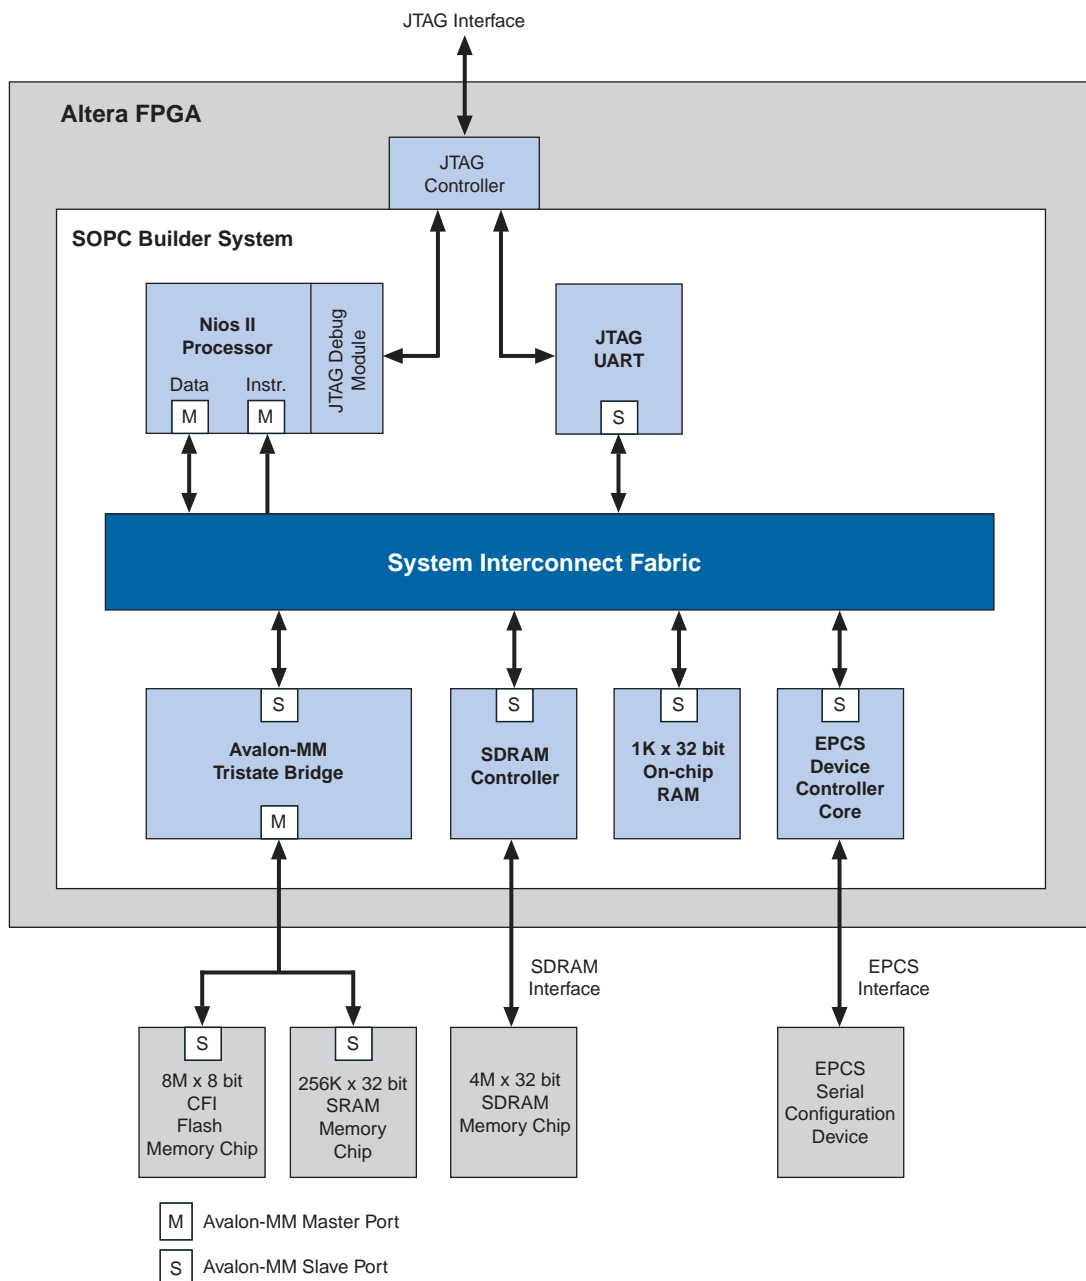 JTAG Interface
Altera FPGA
JTAG
Controller
SOPC Builder System
Nios II
Processor
Data
Instr.
M
M
JTAG Debug
Module
JTAG
UART
S
System Interconnect Fabric
S
Avalon-MM
Tristate Bridge
M
S
SDRAM
Controller
S
1K x 32 bit
On-chip
RAM
S
EPCS
Device
Controller
Core
SDRAM
Interface
EPCS
Interface
S
8M x 8 bit
CFI
Flash
Memory Chip
S
256K x 32 bit
SRAM
Memory
Chip
4M x 32 bit
SDRAM
Memory Chip
EPCS
Serial
Configuration
Device
M Avalon-MM Master Port
S Avalon-MM Slave Port